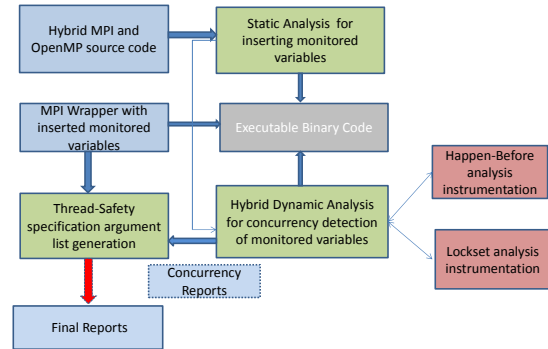 Hybrid MPI and
OpenMP source code
Static Analysis for
inserting monitored
variables
MPI Wrapper with
inserted monitored
variables
Executable Binary Code
Happen-Before
analysis
instrumentation
Thread-Safety
specification argument
list generation
Hybrid Dynamic Analysis
for concurrency detection
of monitored variables
Lockset analysis
instrumentation
Concurrency
Reports
Final Reports